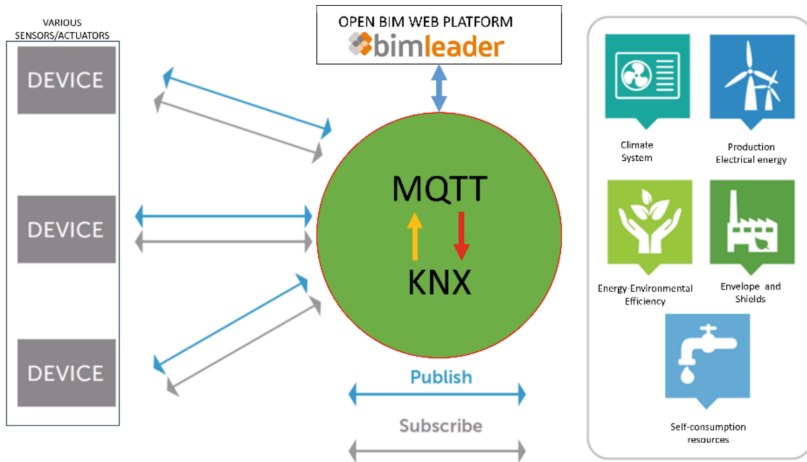 VARIOUS
SENSORS/ACTUATORS
DEVICE
DEVICE
DEVICE
OPEN BIM WEB PLATFORM
bimleader
MQTT
KNX
Publish
Subscribe
Climate
System
Production
Electrical energy
Energy-Environmental
Efficiency
Envelope and
Shields
Self-consumption
resources